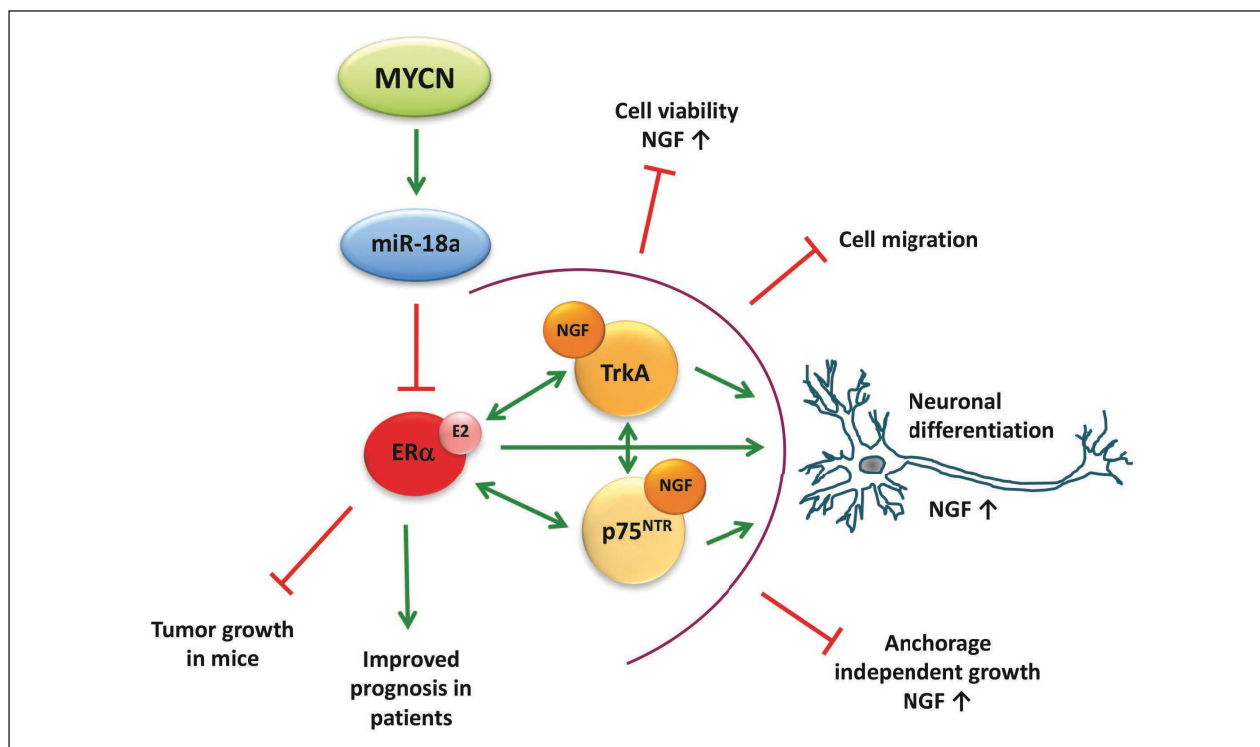 MYCN
miR-18a
Cell viability
NGF ↑
Cell migration
NGF
TrkA
E2
ERα
NGF
p75NTR
Neuronal
differentiation
NGF ↑
Tumor growth
in mice
Improved
prognosis in
patients
Anchorage
independent growth
NGF ↑